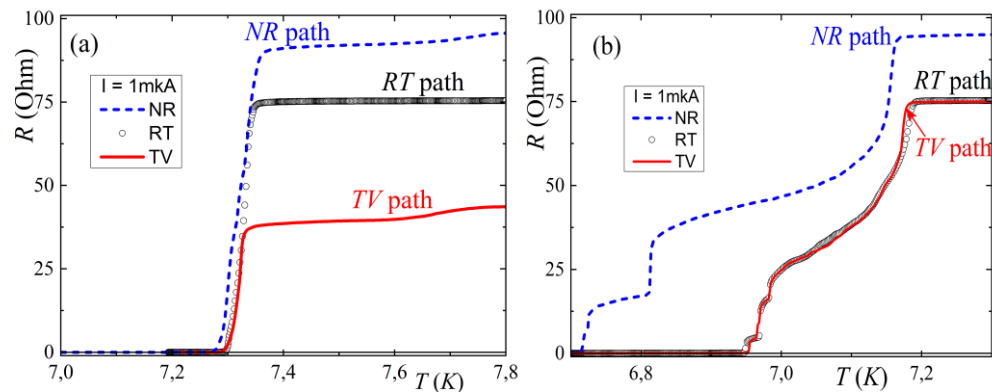 (a)
NR path
100
75
50
25
0
R (Ohm)
I = 1mkA
NR
RT
TV
RT path
TV path
7,0
7,2
7,4
7,6
7,8
T (K)
(b)
NR path
100
75
50
25
0
R (Ohm)
I = 1mkA
NR
RT
TV
RT path
TV path
6,8
7,0
7,2
T (K)